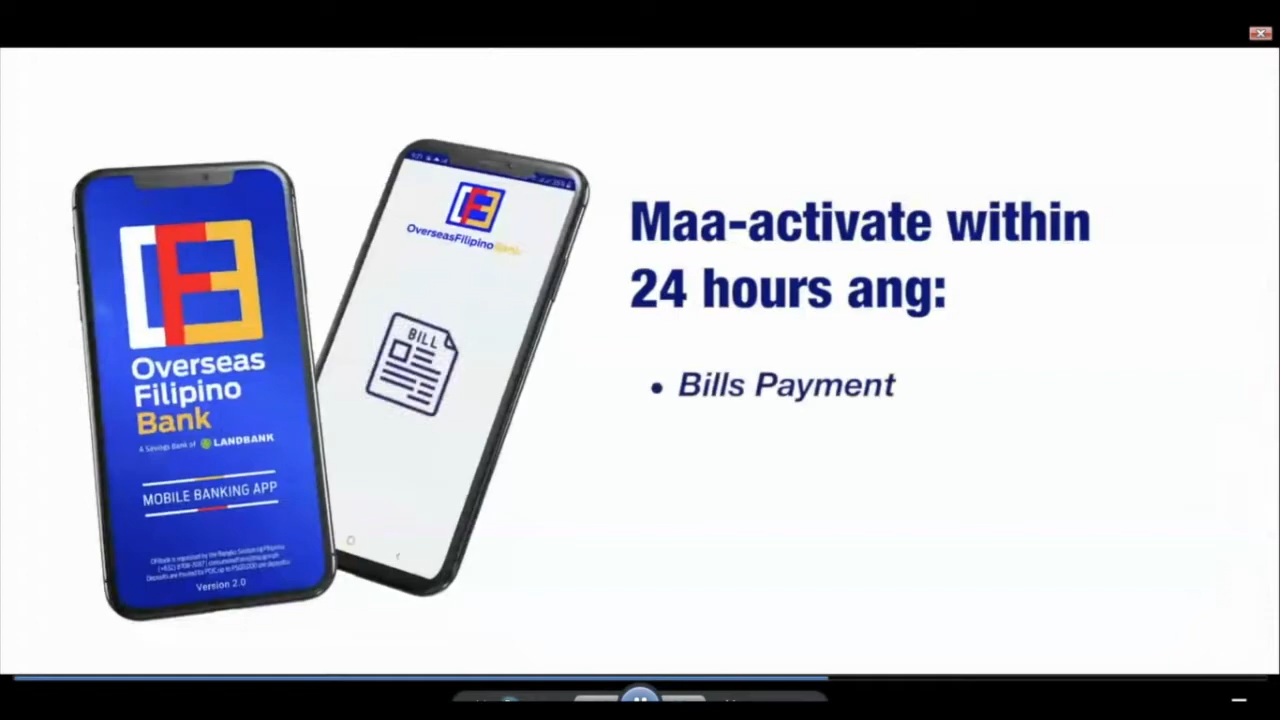 Overseas
Filipino
Bank
A Savings Bank of LANDBANK
MOBILE BANKING APP
Version 2.0
OverseasFilipinoBank
BILL
Maa-activate within
24 hours ang:
• Bills Payment